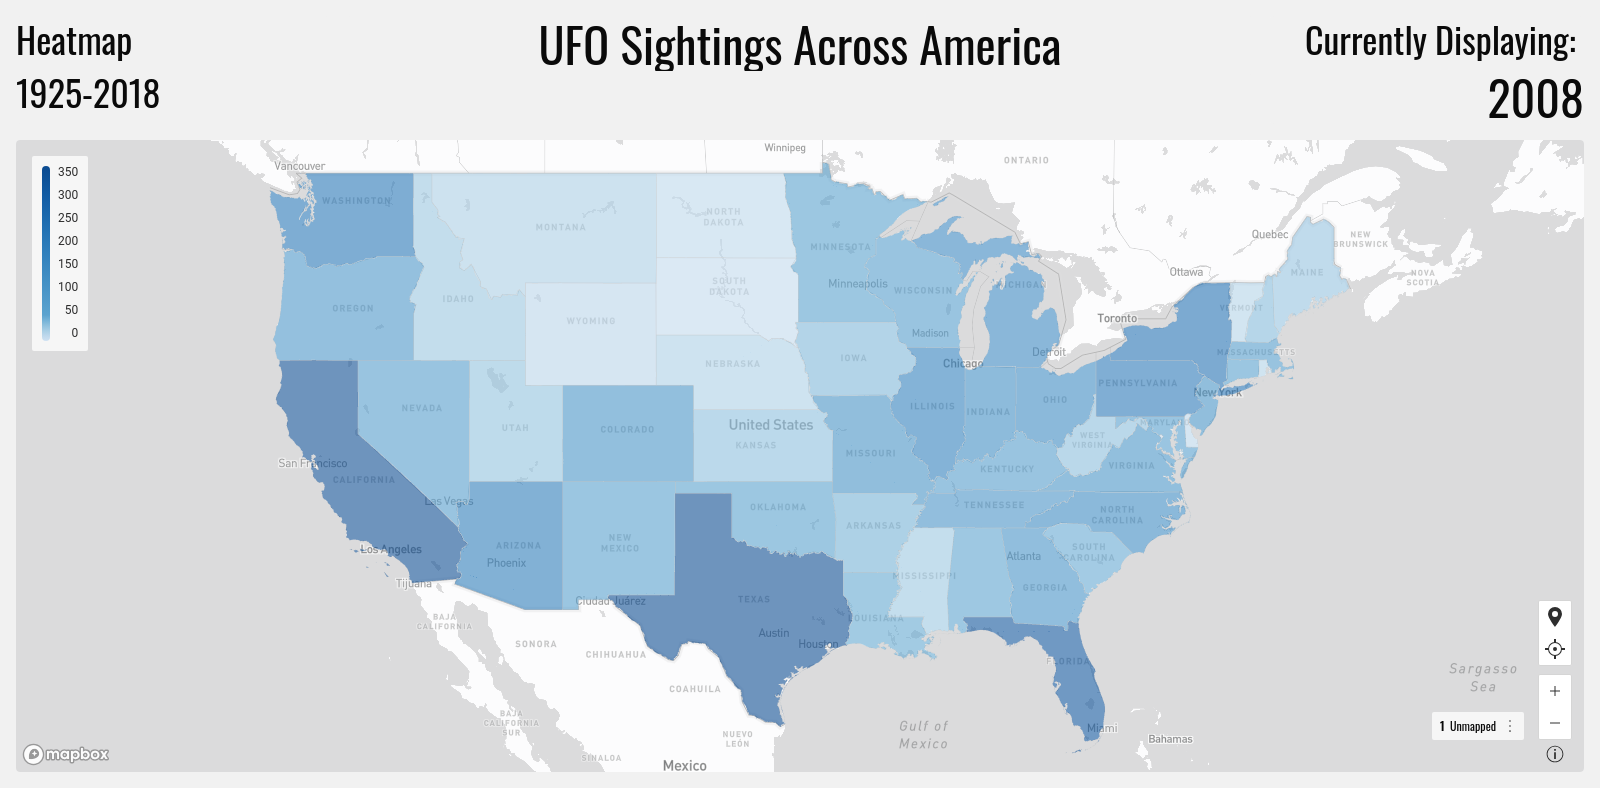 Heatmap
1925-2018
UFO Sightings Across America
Currently Displaying:
2008
350
300
250
200
150
100
50
0
Vancouver
Winnipeg
ONTARIO
WASHINGTON
MONTANA
NORTH
DAKOTA
MINNESOTA
Quebec
NEW
BRUNSWICK
Ottawa
MAINE
NOVA
SCOTIA
OREGON
IDAHO
SOUTH
DAKOTA
Minneapolis
WISCONSIN
MICHIGAN
VERMONT
WYOMING
Toronto
Madison
Detroit
MASSACHUSETTS
NEBRASKA
IOWA
Chicago
PENNSYLVANIA
New York
NEVADA
UTAH
COLORADO
United States
KANSAS
ILLINOIS
INDIANA
OHIO
MARYLAND
WEST
VIRGINIA
VIRGINIA
San Francisco
CALIFORNIA
MISSOURI
KENTUCKY
Las Vegas
OKLAHOMA
TENNESSEE
NORTH
CAROLINA
Los Angeles
ARIZONA
Phoenix
NEW
MEXICO
ARKANSAS
Atlanta
SOUTH
CAROLINA
Tijuana
MISSISSIPPI
GEORGIA
Ciudad Juárez
TEXAS
LOUISIANA
BAJA
CALIFORNIA
SONORA
CHIHUAHUA
Austin
Houston
FLORIDA
COAHUILA
Sargasso
Sea
BAJA
CALIFORNIA
SUR
NUEVO
LEÓN
Gulf of
Mexico
Miami
Bahamas
1 Unmapped
SINALOA
Mexico
mapbox